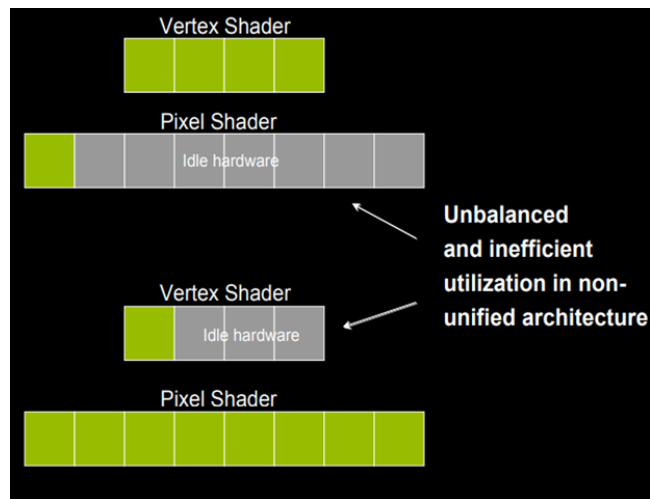 Vertex Shader
Pixel Shader
Idle hardware
Unbalanced
and inefficient
utilization in non-
unified architecture
Vertex Shader
Idle hardware
Pixel Shader